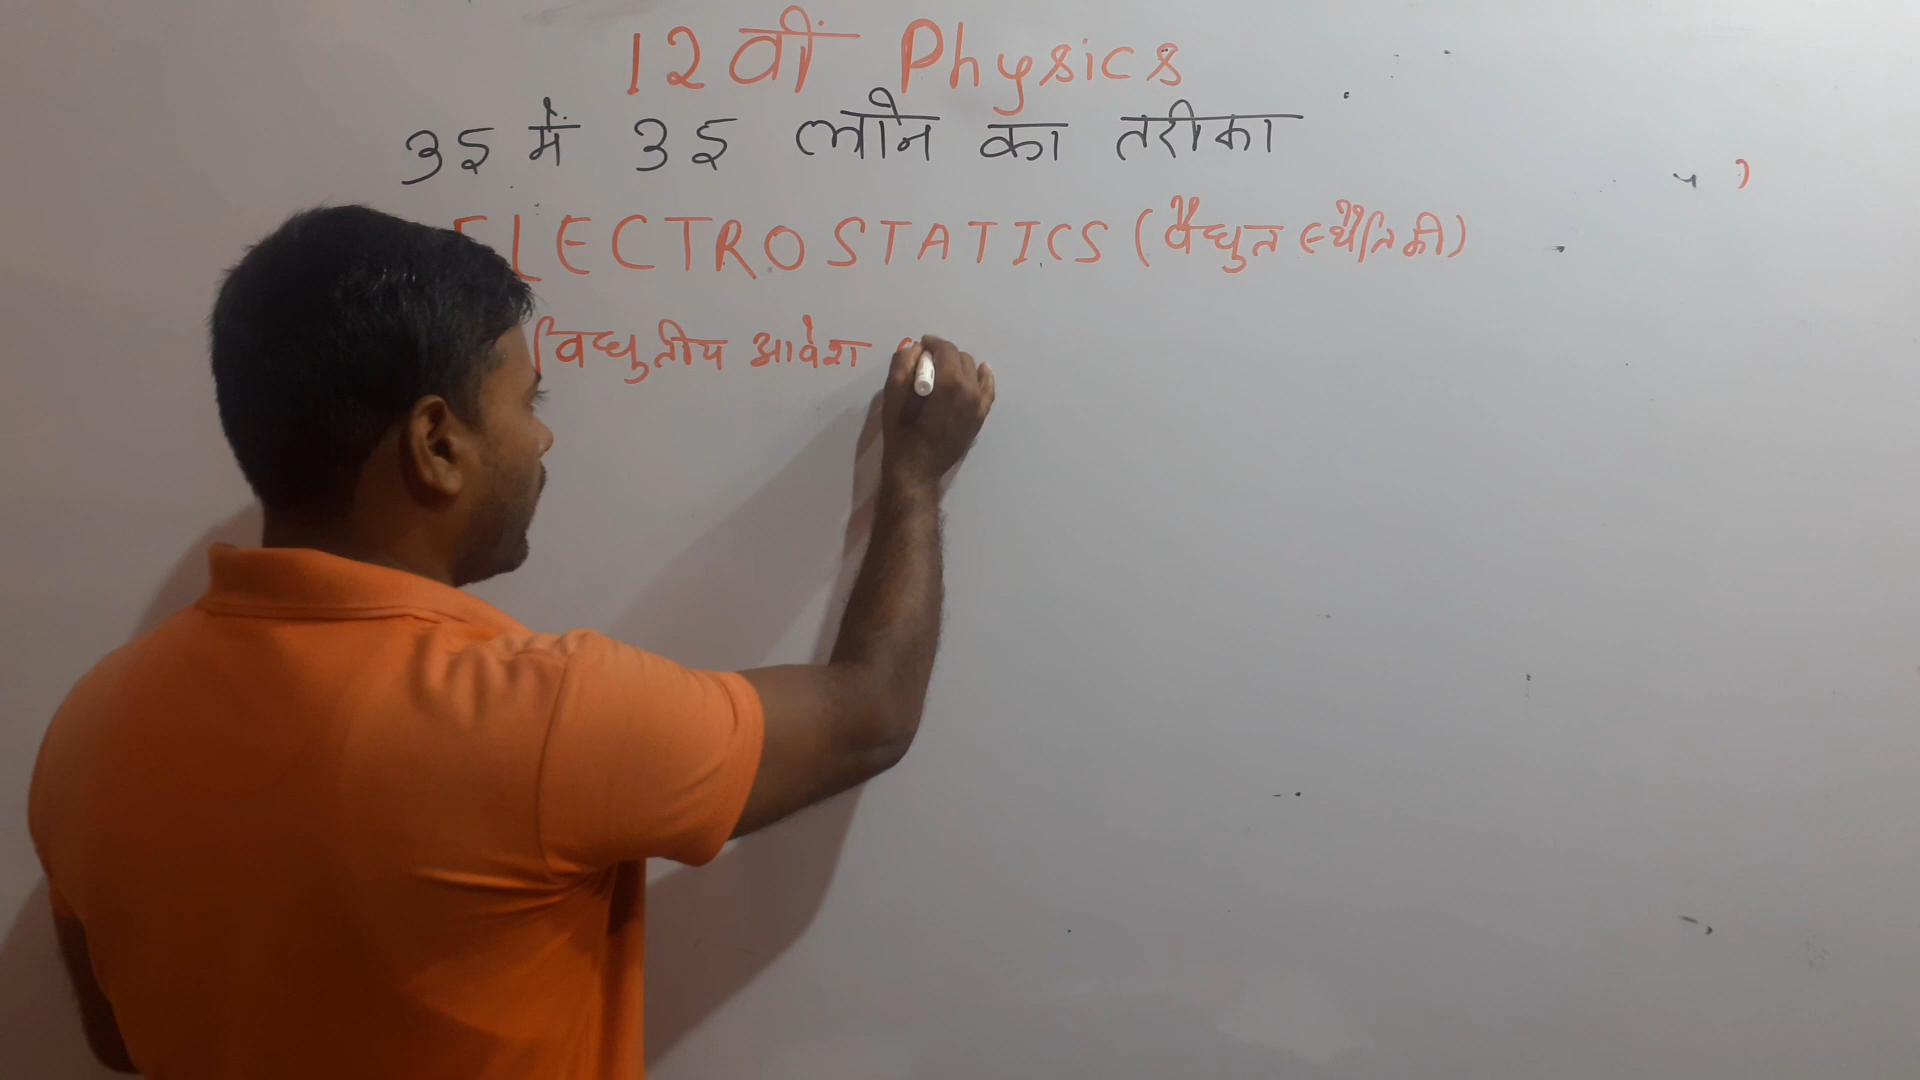 12वीं Physics
35 में 35 लाने का तरीका
ELECTROSTATICS (वैद्युत स्थैतिकी)
विद्युतीय आवेश